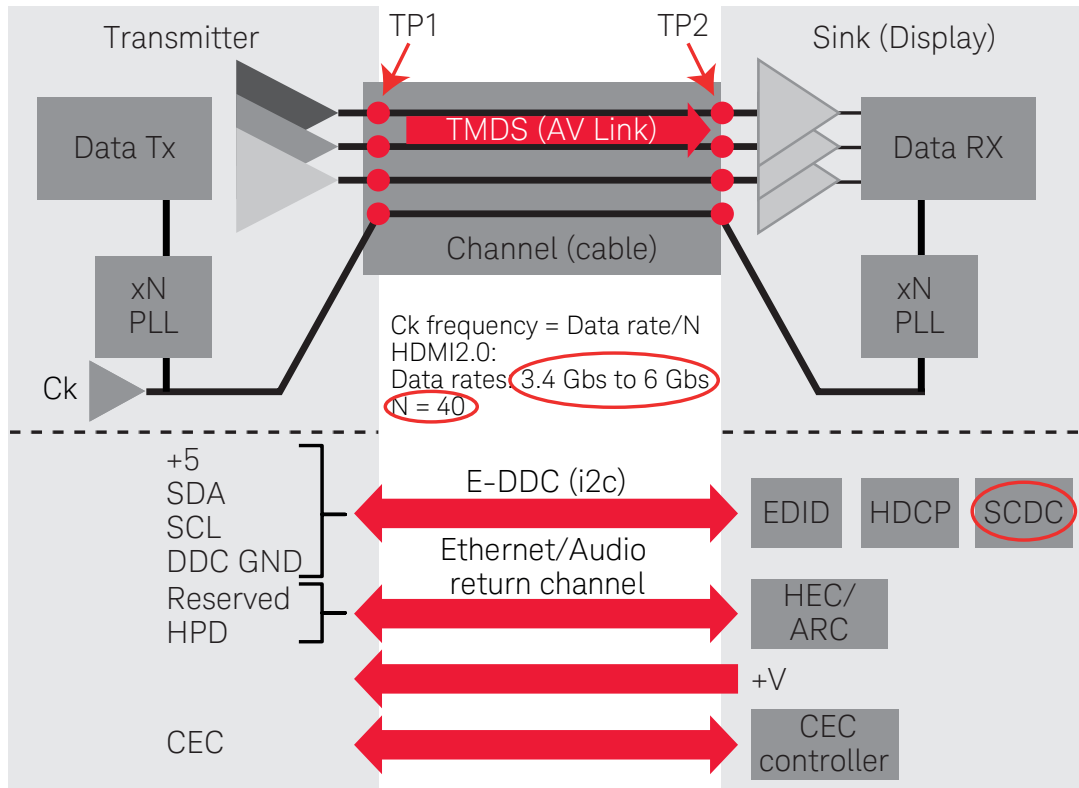 Transmitter
TP1
TP2
Sink (Display)
Data Tx
TMDS (AV Link)
Data RX
Channel (cable)
xN
PLL
xN
PLL
Ck
Ck frequency = Data rate/N
HDMI2.0:
Data rates: 3.4 Gbs to 6 Gbs
N = 40
+5
SDA
SCL
DDC GND
E-DDC (i2c)
EDID
HDCP
SCDC
Reserved
HPD
Ethernet/Audio
return channel
HEC/
ARC
+V
CEC
CEC
controller